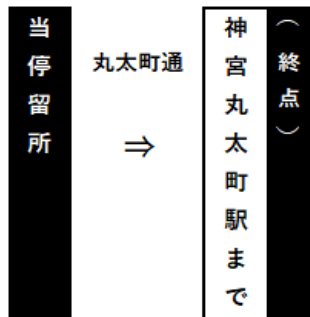 当停留所
丸太町通
⇒
神宮丸太町駅まで
（終点）